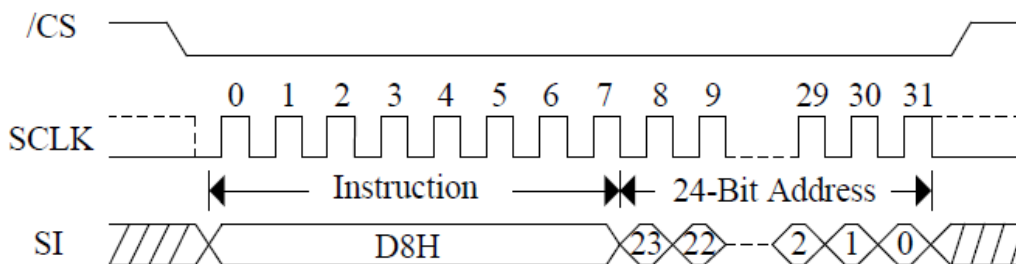 /CS
0 1 2 3 4 5 6 7 8 9 29 30 31
SCLK
Instruction 24-Bit Address
SI D8H 23 22 2 1 0